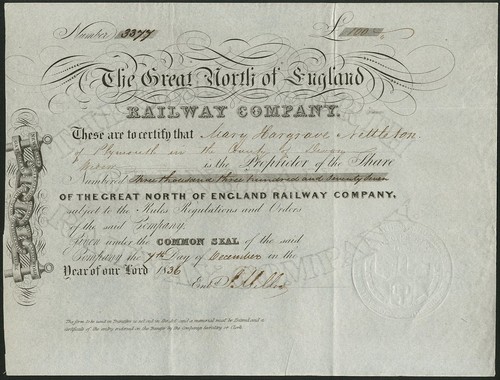 Number 3377 £ 100
The Great North of England
RAILWAY COMPANY.
These are to certify that Mary Hargrave Nettleton
of Plymouth in the County of Devon
is the Proprietor of the Share
Numbered three thousand three hundred and seventy seven
OF THE GREAT NORTH OF ENGLAND RAILWAY COMPANY,
subject to the Rules Regulations and Orders
of the said Company.
Given under the COMMON SEAL of the said
Company the 7th Day of December in the
Year of our Lord 1836
Entd.